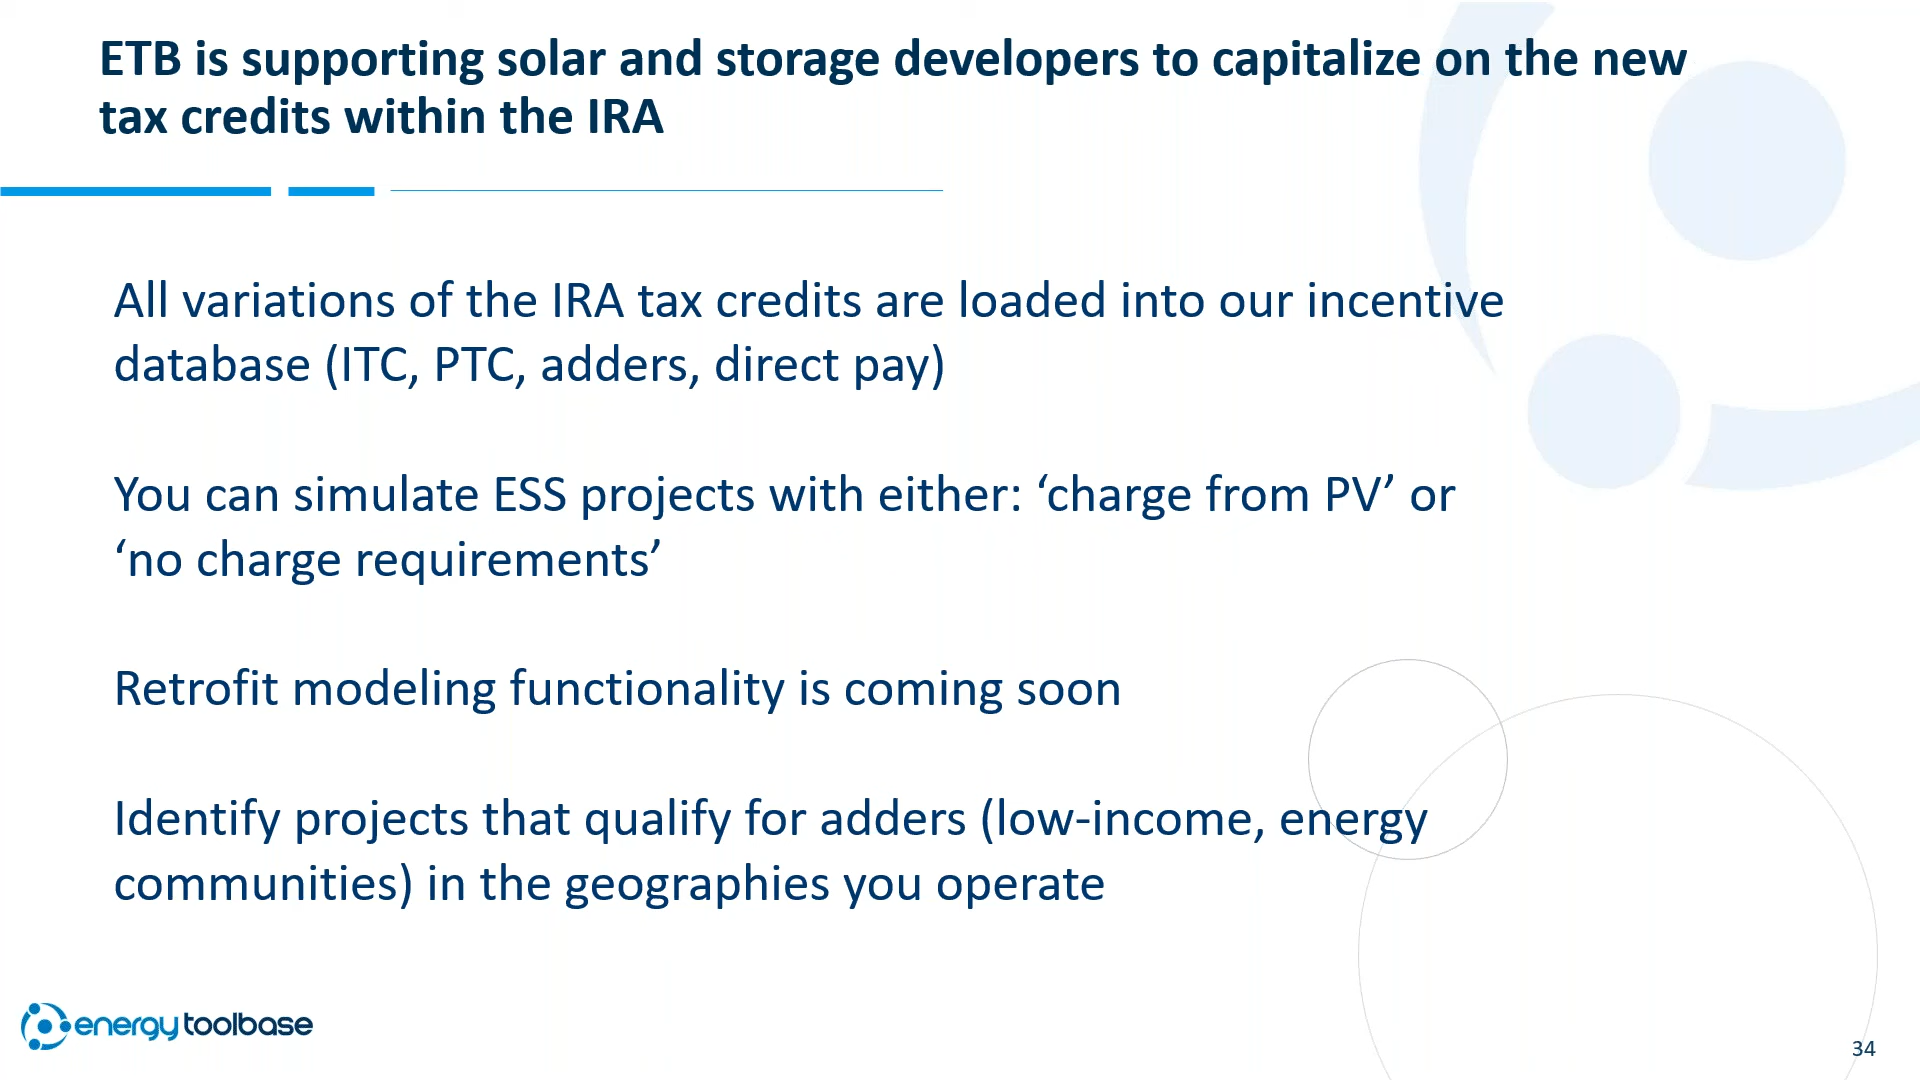 ETB is supporting solar and storage developers to capitalize on the new
tax credits within the IRA
All variations of the IRA tax credits are loaded into our incentive
database (ITC, PTC, adders, direct pay)
You can simulate ESS projects with either: ‘charge from PV’ or
‘no charge requirements’
Retrofit modeling functionality is coming soon
Identify projects that qualify for adders (low-income, energy
communities) in the geographies you operate
energy toolbase
34